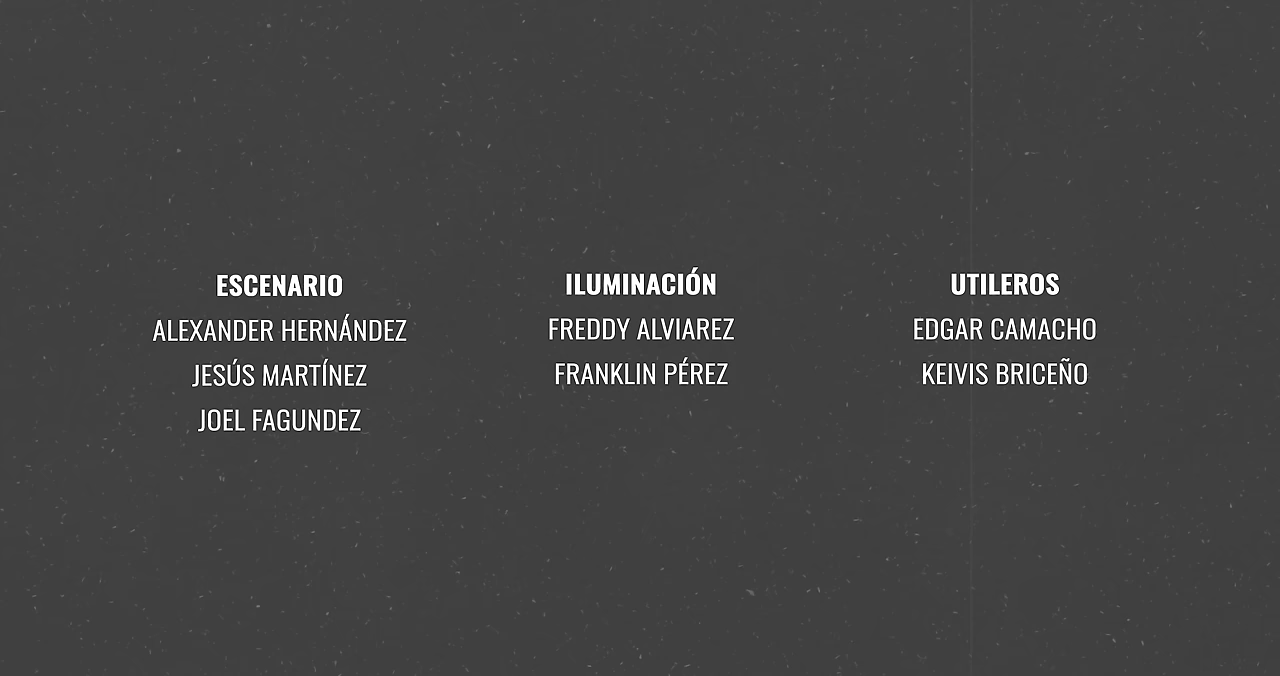 ESCENARIO
ALEXANDER HERNÁNDEZ
JESÚS MARTÍNEZ
JOEL FAGUNDEZ
ILUMINACIÓN
FREDDY ALVIAREZ
FRANKLIN PÉREZ
UTILEROS
EDGAR CAMACHO
KEIVIS BRICEÑO